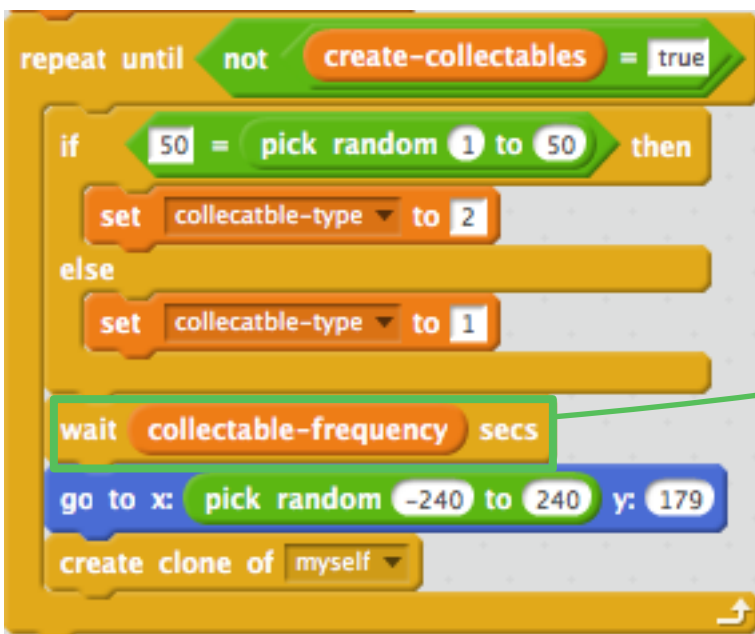 repeat until not create-collectables = true
if 50 = pick random 1 to 50 then
set collecatble-type to 2
else
set collecatble-type to 1
wait collectable-frequency secs
go to x: pick random -240 to 240 y: 179
create clone of myself